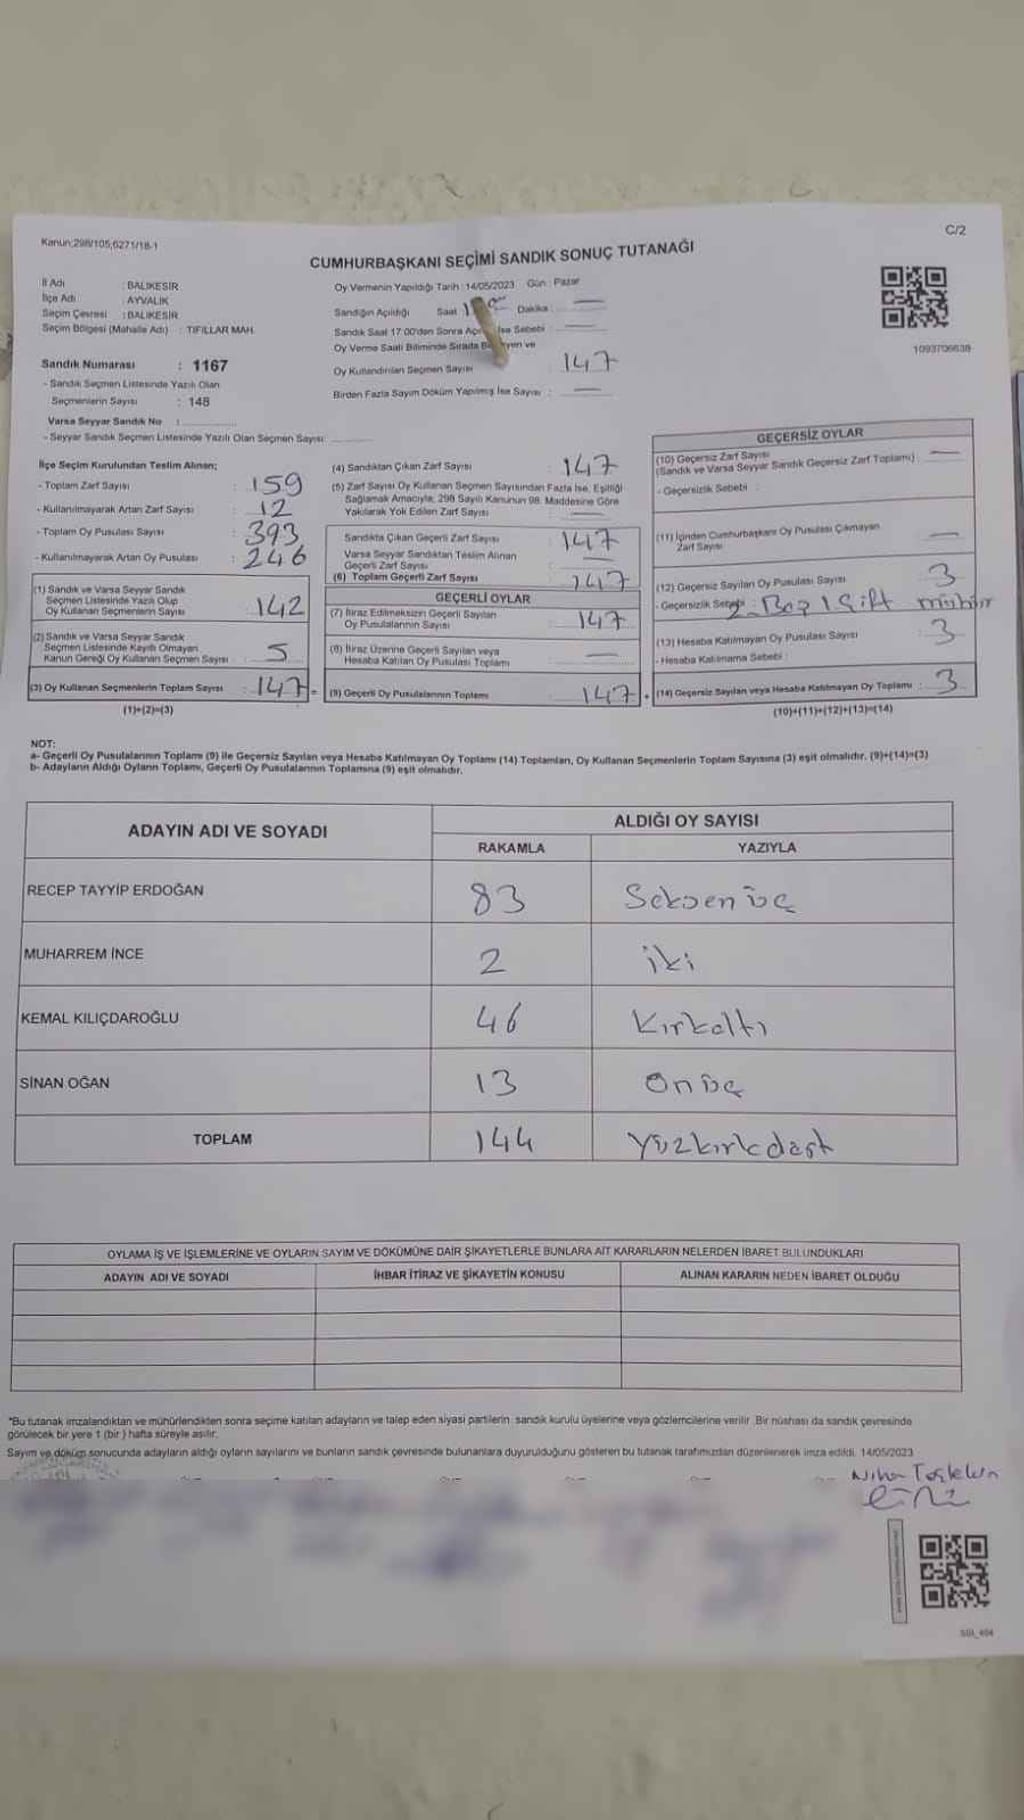 Kanun;298/105,6271/18-1
C/2
CUMHURBAŞKANI SEÇİMİ SANDIK SONUÇ TUTANAĞI
İl Adı : BALIKESİR
İlçe Adı : AYVALIK
Seçim Çevresi : BALIKESİR
Seçim Bölgesi (Mahalle Adı) : TIFILLAR MAH.
Sandık Numarası : 1167
- Sandık Seçmen Listesinde Yazılı Olan
Seçmenlerin Sayısı : 148
Varsa Seyyar Sandık No :
- Seyyar Sandık Seçmen Listesinde Yazılı Olan Seçmen Sayısı:
Oy Vermenin Yapıldığı Tarih :14/05/2023 Gün : Pazar
Sandığın Açıldığı Saat Dakika :
Sandık Saat 17:00'den Sonra İse Sebebi :
Oy Verme Saati Bitiminde Sırada ve
Oy Kullandırılan Seçmen Sayısı : 147
Birden Fazla Sayım Döküm Yapılmış İse Sayısı :
1093706638
İlçe Seçim Kurulundan Teslim Alınan;
- Toplam Zarf Sayısı : 159
- Kullanılmayarak Artan Zarf Sayısı : 12
- Toplam Oy Pusulası Sayısı : 393
- Kullanılmayarak Artan Oy Pusulası : 246
(1) Sandık ve Varsa Seyyar Sandık
Seçmen Listesinde Yazılı Olup
Oy Kullanan Seçmenlerin Sayısı : 142
(2) Sandık ve Varsa Seyyar Sandık
Seçmen Listesinde Kayıtlı Olmayan
Kanun Gereği Oy Kullanan Seçmen Sayısı : 5
(3) Oy Kullanan Seçmenlerin Toplam Sayısı : 147 =
(1)+(2)=(3)
(4) Sandıktan Çıkan Zarf Sayısı : 147
(5) Zarf Sayısı Oy Kullanan Seçmen Sayısından Fazla İse, Eşitliği
Sağlamak Amacıyla, 298 Sayılı Kanunun 98. Maddesine Göre
Yakılarak Yok Edilen Zarf Sayısı :
Sandıkta Çıkan Geçerli Zarf Sayısı : 147
Varsa Seyyar Sandıktan Teslim Alınan
Geçerli Zarf Sayısı :
(6) Toplam Geçerli Zarf Sayısı : 147
GEÇERLİ OYLAR
(7) İtiraz Edilmeksizin Geçerli Sayılan
Oy Pusulalarının Sayısı : 147
(8) İtiraz Üzerine Geçerli Sayılan veya
Hesaba Katılan Oy Pusulası Toplamı :
(9) Geçerli Oy Pusulalarının Toplamı : 147 +
GEÇERSİZ OYLAR
(10) Geçersiz Zarf Sayısı
(Sandık ve Varsa Seyyar Sandık Geçersiz Zarf Toplamı) :
- Geçersizlik Sebebi :
(11) İçinden Cumhurbaşkanı Oy Pusulası Çıkmayan
Zarf Sayısı :
(12) Geçersiz Sayılan Oy Pusulası Sayısı : 3
- Geçersizlik Sebebi : 2-Boş 1 Çift mühür
(13) Hesaba Katılmayan Oy Pusulası Sayısı : 3
- Hesaba Katılmama Sebebi :
(14) Geçersiz Sayılan veya Hesaba Katılmayan Oy Toplamı : 3
(10)+(11)+(12)+(13)=(14)
NOT:
a- Geçerli Oy Pusulalarının Toplamı (9) ile Geçersiz Sayılan veya Hesaba Katılmayan Oy Toplamı (14) Toplamları, Oy Kullanan Seçmenlerin Toplam Sayısına (3) eşit olmalıdır. (9)+(14)=(3)
b- Adayların Aldığı Oyların Toplamı, Geçerli Oy Pusulalarının Toplamına (9) eşit olmalıdır.
ADAYIN ADI VE SOYADI ALDIĞI OY SAYISI
RAKAMLA YAZIYLA
RECEP TAYYİP ERDOĞAN 83 Seksenüç
MUHARREM İNCE 2 iki
KEMAL KILIÇDAROĞLU 46 Kırkaltı
SİNAN OĞAN 13 Onüç
TOPLAM 144 Yüzkırkdört
OYLAMA İŞ VE İŞLEMLERİNE VE OYLARIN SAYIM VE DÖKÜMÜNE DAİR ŞİKAYETLERLE BUNLARA AİT KARARLARIN NELERDEN İBARET BULUNDUKLARI
ADAYIN ADI VE SOYADI İHBAR İTİRAZ VE ŞİKAYETİN KONUSU ALINAN KARARIN NEDEN İBARET OLDUĞU
*Bu tutanak imzalandıktan ve mühürlendikten sonra seçime katılan adayların ve talep eden siyasi partilerin sandık kurulu üyelerine veya gözlemcilerine verilir. Bir nüshası da sandık çevresinde
görülecek bir yere 1 (bir) hafta süreyle asılır.
Sayım ve döküm sonucunda adayların aldığı oyların sayılarını ve bunların sandık çevresinde bulunanlara duyurulduğunu gösteren bu tutanak tarafımızdan düzenlenerek imza edildi. 14/05/2023